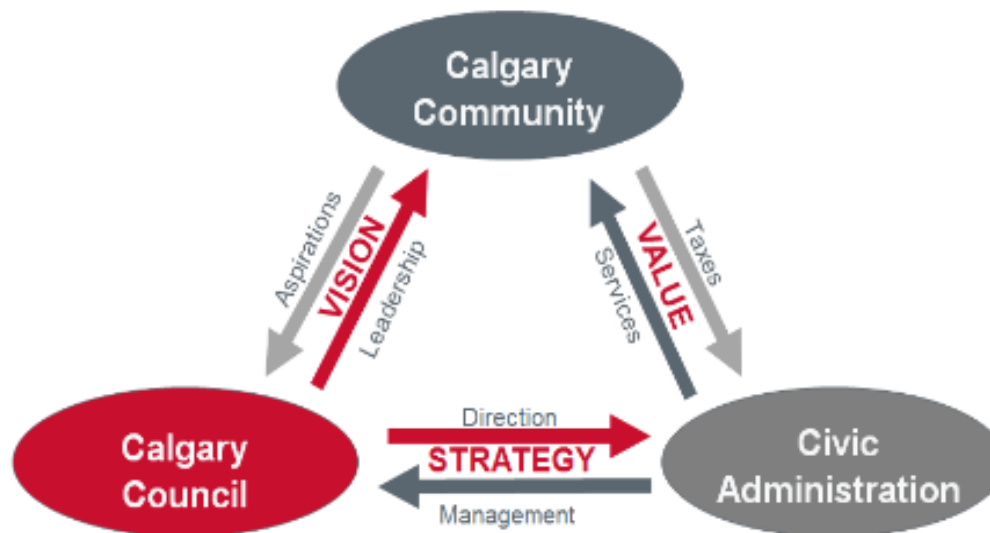 Calgary
Community
Aspirations
VISION
Leadership
Services
VALUE
Taxes
Calgary
Council
Direction
STRATEGY
Management
Civic
Administration